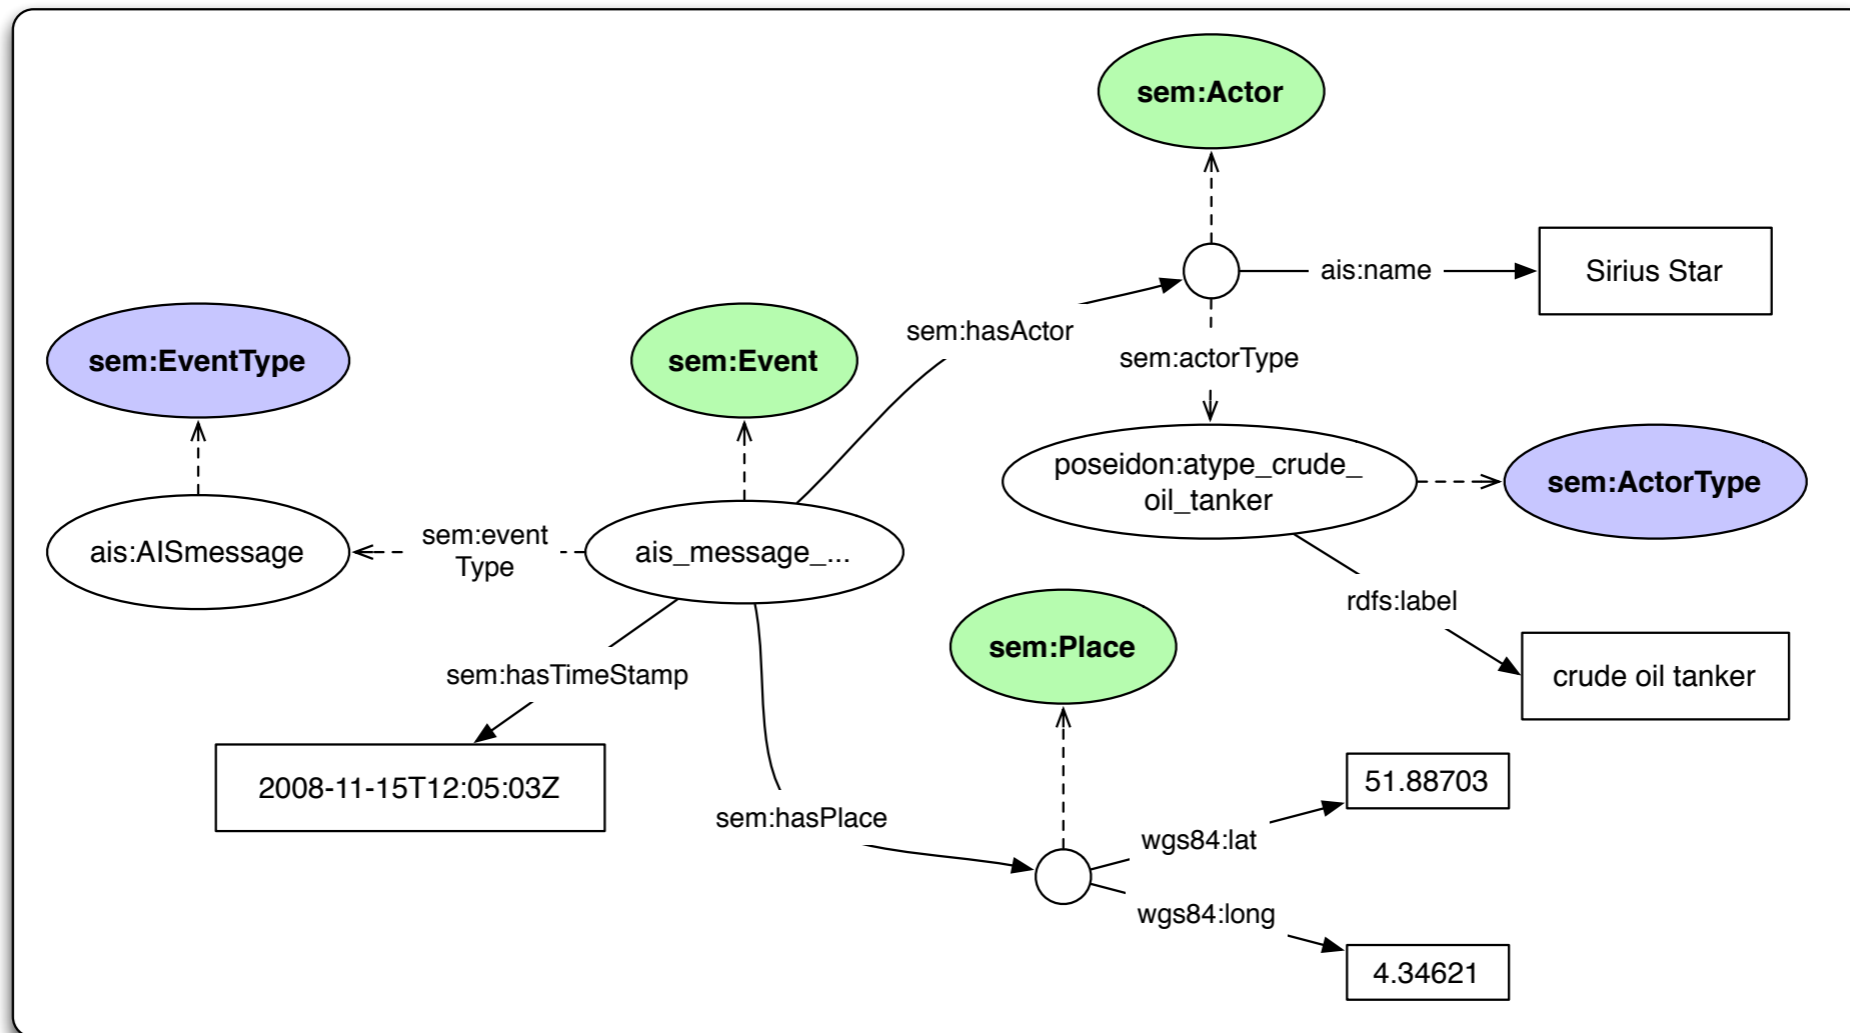 sem:Actor
ais:name
Sirius Star
sem:hasActor
sem:actorType
sem:EventType
sem:Event
poseidon:atype_crude_
oil_tanker
sem:ActorType
ais:AISmessage
sem:event
Type
ais_message_...
rdfs:label
sem:Place
crude oil tanker
sem:hasTimeStamp
2008-11-15T12:05:03Z
sem:hasPlace
51.88703
wgs84:lat
wgs84:long
4.34621